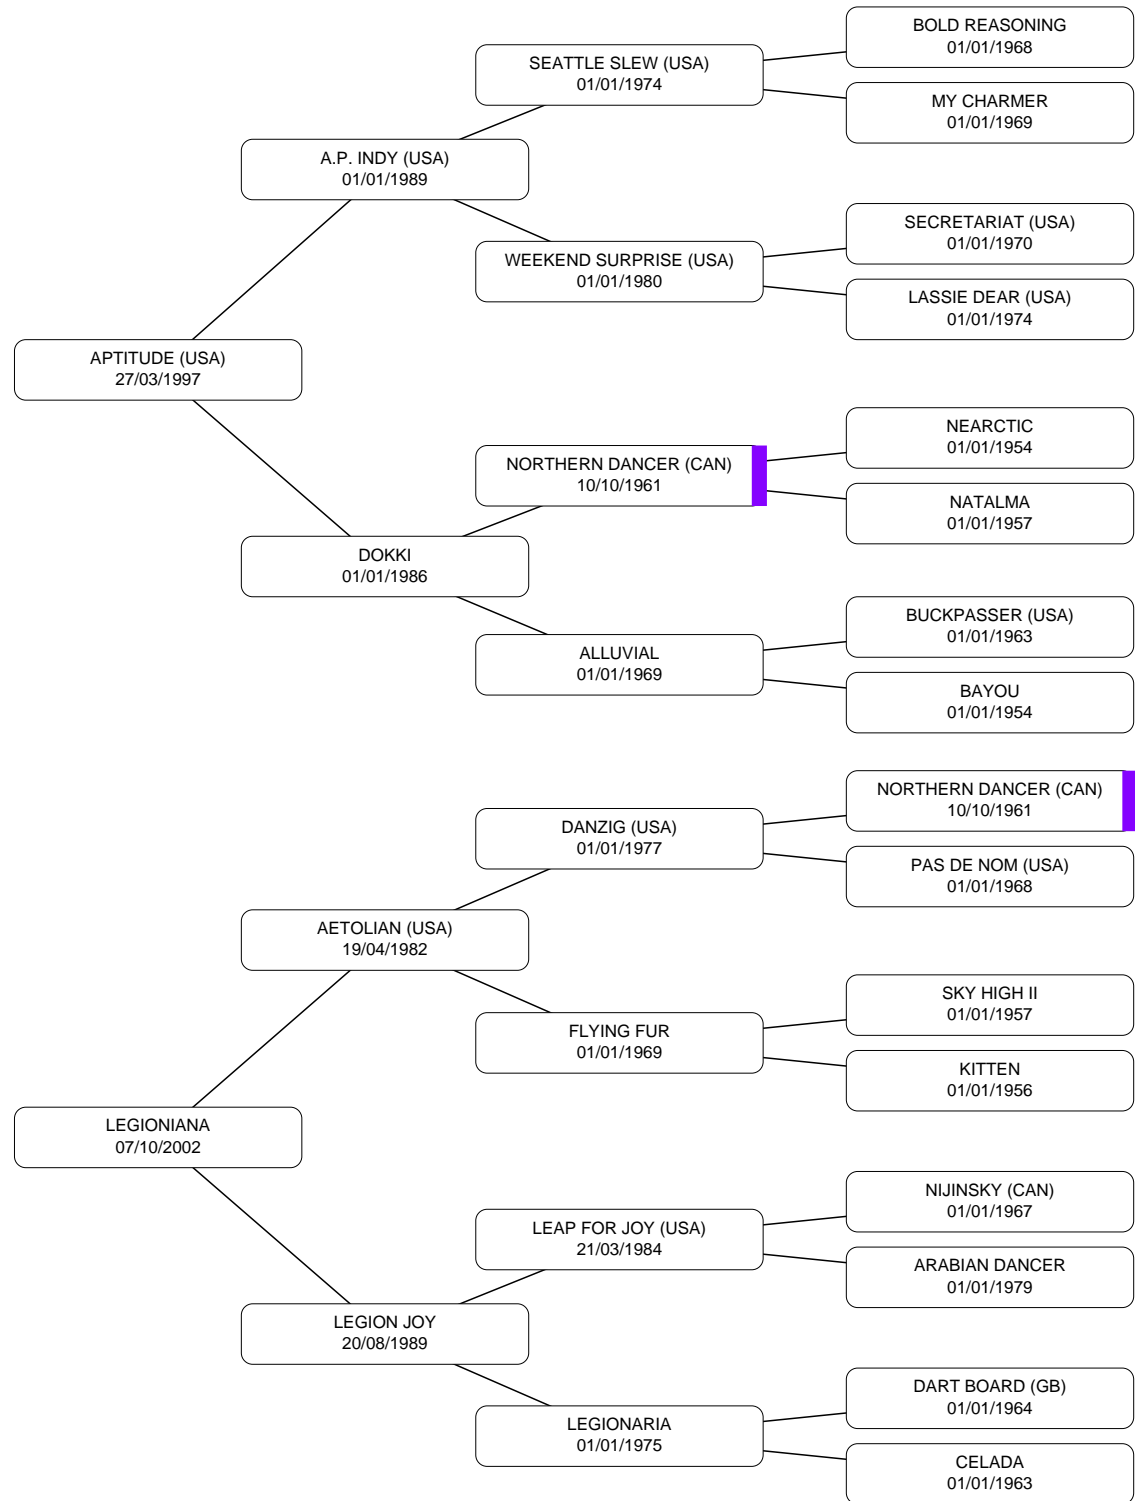 BOLD REASONING
01/01/1968
SEATTLE SLEW (USA)
01/01/1974
MY CHARMER
01/01/1969
A.P. INDY (USA)
01/01/1989
SECRETARIAT (USA)
01/01/1970
WEEKEND SURPRISE (USA)
01/01/1980
LASSIE DEAR (USA)
01/01/1974
APTITUDE (USA)
27/03/1997
NEARCTIC
01/01/1954
NORTHERN DANCER (CAN)
10/10/1961
NATALMA
01/01/1957
DOKKI
01/01/1986
BUCKPASSER (USA)
01/01/1963
ALLUVIAL
01/01/1969
BAYOU
01/01/1954
NORTHERN DANCER (CAN)
10/10/1961
DANZIG (USA)
01/01/1977
PAS DE NOM (USA)
01/01/1968
AETOLIAN (USA)
19/04/1982
SKY HIGH II
01/01/1957
FLYING FUR
01/01/1969
KITTEN
01/01/1956
LEGIONIANA
07/10/2002
NIJINSKY (CAN)
01/01/1967
LEAP FOR JOY (USA)
21/03/1984
ARABIAN DANCER
01/01/1979
LEGION JOY
20/08/1989
DART BOARD (GB)
01/01/1964
LEGIONARIA
01/01/1975
CELADA
01/01/1963